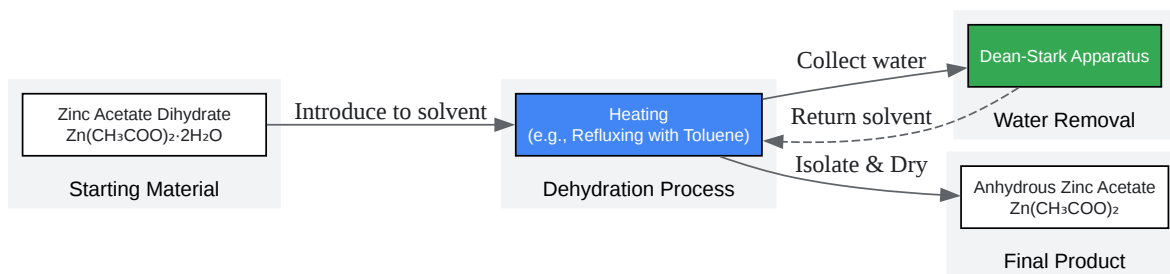 Zinc Acetate Dihydrate
Zn(CH₃COO)₂·2H₂O
Starting Material
Introduce to solvent
Heating
(e.g., Refluxing with Toluene)
Dehydration Process
Collect water
Return solvent
Isolate & Dry
Dean-Stark Apparatus
Water Removal
Anhydrous Zinc Acetate
Zn(CH₃COO)₂
Final Product